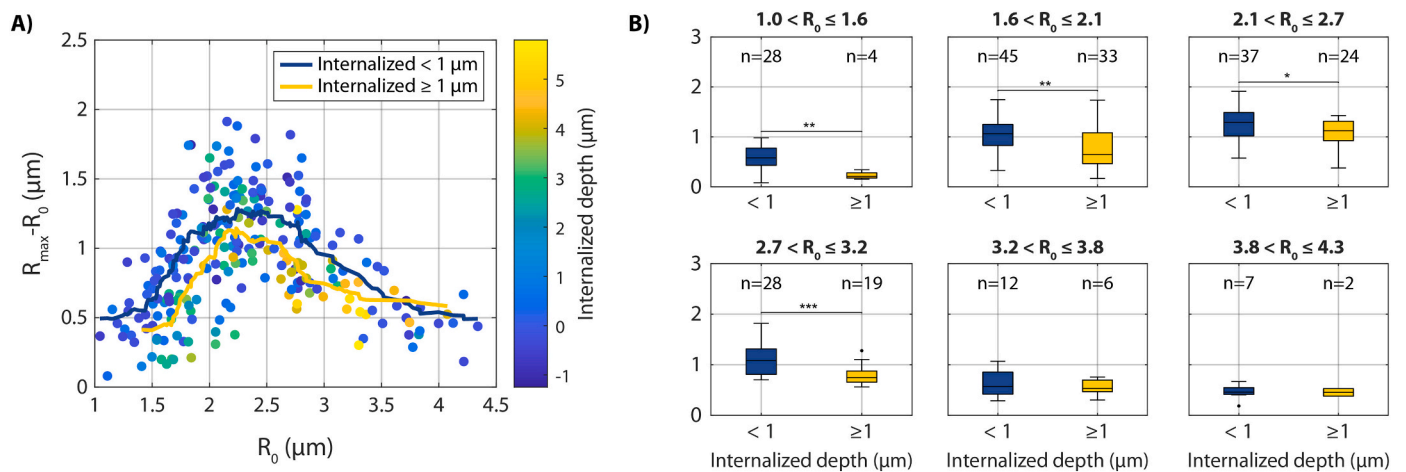 A)
2.5
2
1.5
1
0.5
0
R_max-R_0 (µm)
Internalized < 1 µm
Internalized ≥ 1 µm
1 1.5 2 2.5 3 3.5 4 4.5
R_0 (µm)
5
4
3
2
1
0
-1
Internalized depth (µm)
B)
1.0 < R_0 ≤ 1.6
1.6 < R_0 ≤ 2.1
2.1 < R_0 ≤ 2.7
3
2
1
0
n=28 n=4
**
< 1 ≥1
n=45 n=33
**
< 1 ≥1
n=37 n=24
*
< 1 ≥1
2.7 < R_0 ≤ 3.2
3.2 < R_0 ≤ 3.8
3.8 < R_0 ≤ 4.3
3
2
1
0
n=28 n=19
***
< 1 ≥1
Internalized depth (µm)
n=12 n=6
< 1 ≥1
Internalized depth (µm)
n=7 n=2
< 1 ≥1
Internalized depth (µm)